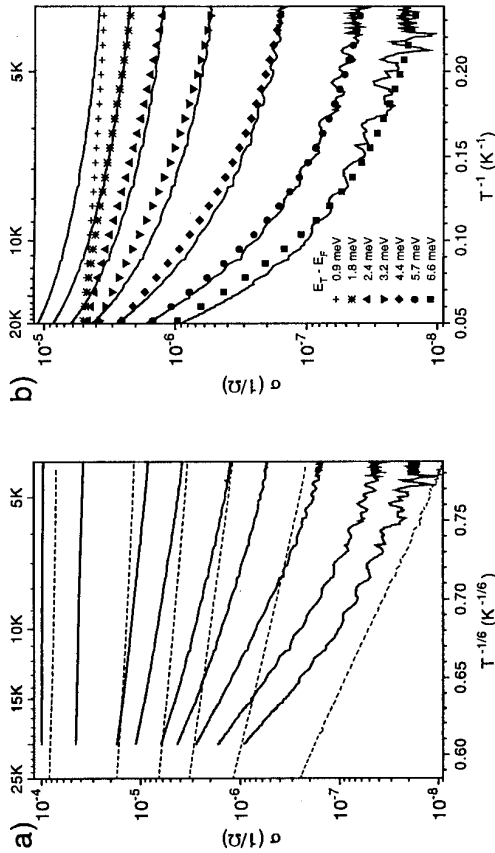 a)
25K 15K 10K 5K
10⁻⁴
10⁻⁵
10⁻⁶
10⁻⁷
10⁻⁸
σ (1/Ω)
0.60 0.65 0.70 0.75
T⁻¹/⁶ (K⁻¹/⁶)
b)
20K 10K 5K
10⁻⁵
10⁻⁶
10⁻⁷
10⁻⁸
σ (1/Ω)
E_T - E_F
+ 0.9 meV
✳ 1.8 meV
▲ 2.4 meV
▼ 3.2 meV
◆ 4.4 meV
● 5.7 meV
■ 6.6 meV
0.05 0.10 0.15 0.20
T⁻¹ (K⁻¹)